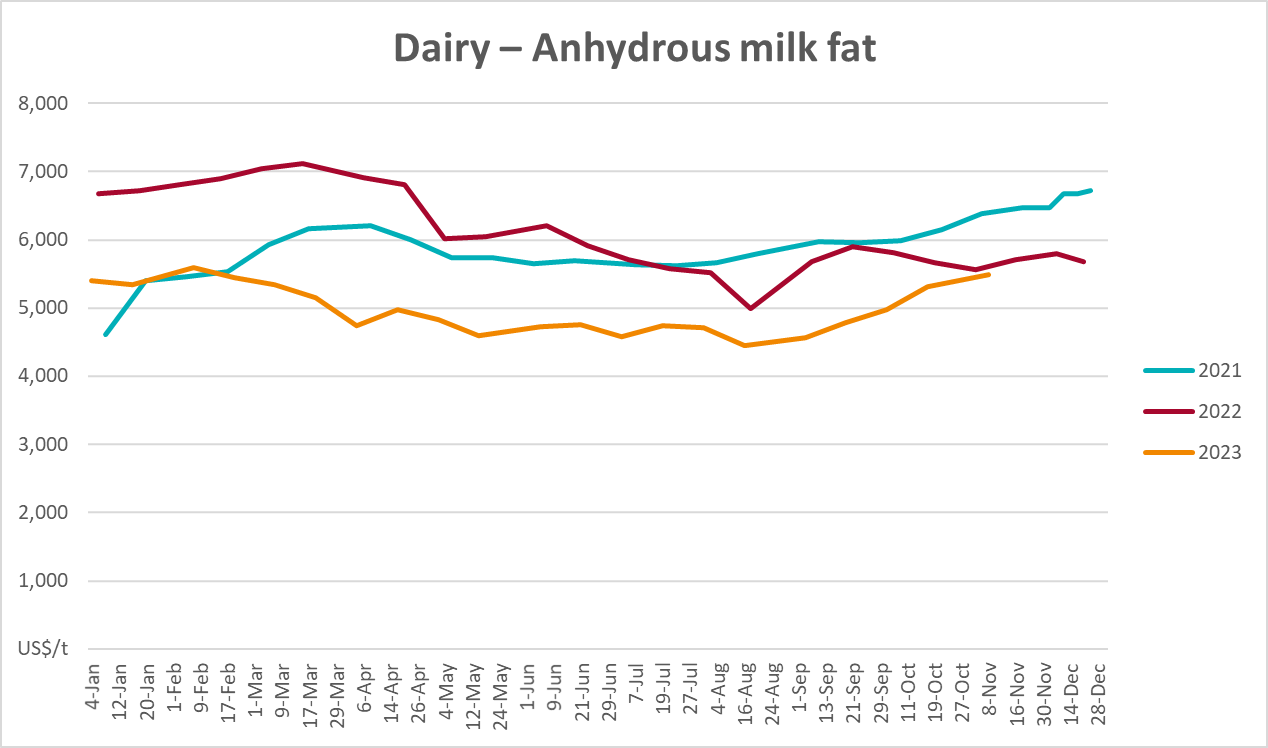 Dairy – Anhydrous milk fat
8,000
7,000
6,000
5,000
4,000
3,000
2,000
1,000
US$/t
4-Jan
12-Jan
20-Jan
1-Feb
9-Feb
17-Feb
1-Mar
9-Mar
17-Mar
29-Mar
6-Apr
14-Apr
26-Apr
4-May
12-May
24-May
1-Jun
9-Jun
21-Jun
29-Jun
7-Jul
19-Jul
27-Jul
4-Aug
16-Aug
24-Aug
1-Sep
13-Sep
21-Sep
29-Sep
11-Oct
19-Oct
27-Oct
8-Nov
16-Nov
30-Nov
14-Dec
28-Dec
2021
2022
2023